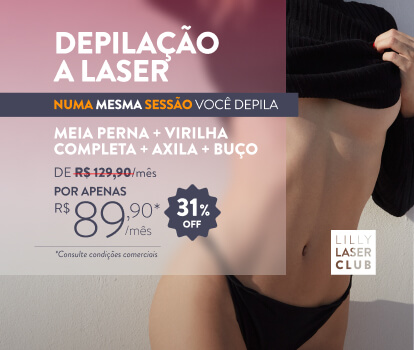 DEPILAÇÃO
A LASER
NUMA MESMA SESSÃO VOCÊ DEPILA
MEIA PERNA + VIRILHA
COMPLETA + AXILA + BUÇO
DE R$ 129,90/mês
POR APENAS
R$ 89,90*/mês
31% OFF
*Consulte condições comerciais
LILLY
LASER
CLUB